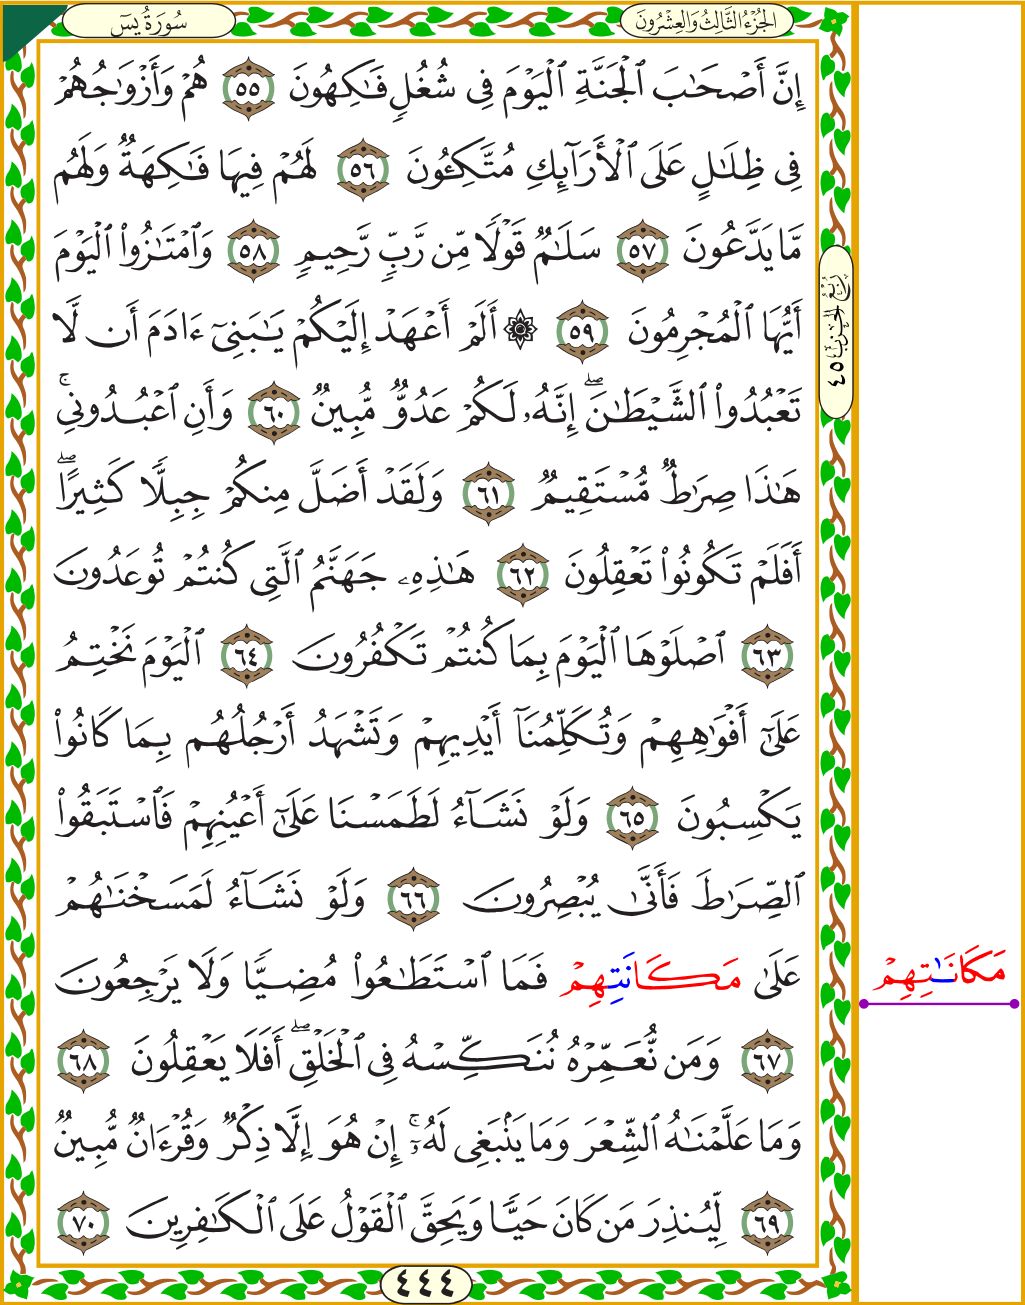 الجُزْءُ الثَّالِثُ وَالعِشْرُونَ
سُورَةُ يسٓ
إِنَّ أَصْحَٰبَ ٱلْجَنَّةِ ٱلْيَوْمَ فِى شُغُلٍ فَٰكِهُونَ ٥٥ هُمْ وَأَزْوَٰجُهُمْ
فِى ظِلَٰلٍ عَلَى ٱلْأَرَآئِكِ مُتَّكِـُٔونَ ٥٦ لَهُمْ فِيهَا فَٰكِهَةٌ وَلَهُم
مَّا يَدَّعُونَ ٥٧ سَلَٰمٌ قَوْلًا مِّن رَّبٍّ رَّحِيمٍ ٥٨ وَٱمْتَٰزُوا۟ ٱلْيَوْمَ
أَيُّهَا ٱلْمُجْرِمُونَ ٥٩ ۞ أَلَمْ أَعْهَدْ إِلَيْكُمْ يَٰبَنِىٓ ءَادَمَ أَن لَّا
رُبْعُ الحِزْبِ ٤٥
تَعْبُدُوا۟ ٱلشَّيْطَٰنَ ۖ إِنَّهُۥ لَكُمْ عَدُوٌّ مُّبِينٌ ٦٠ وَأَنِ ٱعْبُدُونِى ۚ
هَٰذَا صِرَٰطٌ مُّسْتَقِيمٌ ٦١ وَلَقَدْ أَضَلَّ مِنكُمْ جِبِلًّا كَثِيرًا ۖ
أَفَلَمْ تَكُونُوا۟ تَعْقِلُونَ ٦٢ هَٰذِهِۦ جَهَنَّمُ ٱلَّتِى كُنتُمْ تُوعَدُونَ
٦٣ ٱصْلَوْهَا ٱلْيَوْمَ بِمَا كُنتُمْ تَكْفُرُونَ ٦٤ ٱلْيَوْمَ نَخْتِمُ
عَلَىٰٓ أَفْوَٰهِهِمْ وَتُكَلِّمُنَآ أَيْدِيهِمْ وَتَشْهَدُ أَرْجُلُهُم بِمَا كَانُوا۟
يَكْسِبُونَ ٦٥ وَلَوْ نَشَآءُ لَطَمَسْنَا عَلَىٰٓ أَعْيُنِهِمْ فَٱسْتَبَقُوا۟
ٱلصِّرَٰطَ فَأَنَّىٰ يُبْصِرُونَ ٦٦ وَلَوْ نَشَآءُ لَمَسَخْنَٰهُمْ
عَلَىٰ مَكَانَتِهِمْ فَمَا ٱسْتَطَٰعُوا۟ مُضِيًّا وَلَا يَرْجِعُونَ
مَكَانَٰتِهِمْ
٦٧ وَمَن نُّعَمِّرْهُ نُنَكِّسْهُ فِى ٱلْخَلْقِ ۖ أَفَلَا يَعْقِلُونَ ٦٨
وَمَا عَلَّمْنَٰهُ ٱلشِّعْرَ وَمَا يَنۢبَغِى لَهُۥٓ ۚ إِنْ هُوَ إِلَّا ذِكْرٌ وَقُرْءَانٌ مُّبِينٌ
٦٩ لِّيُنذِرَ مَن كَانَ حَيًّا وَيَحِقَّ ٱلْقَوْلُ عَلَى ٱلْكَٰفِرِينَ ٧٠
٤٤٤